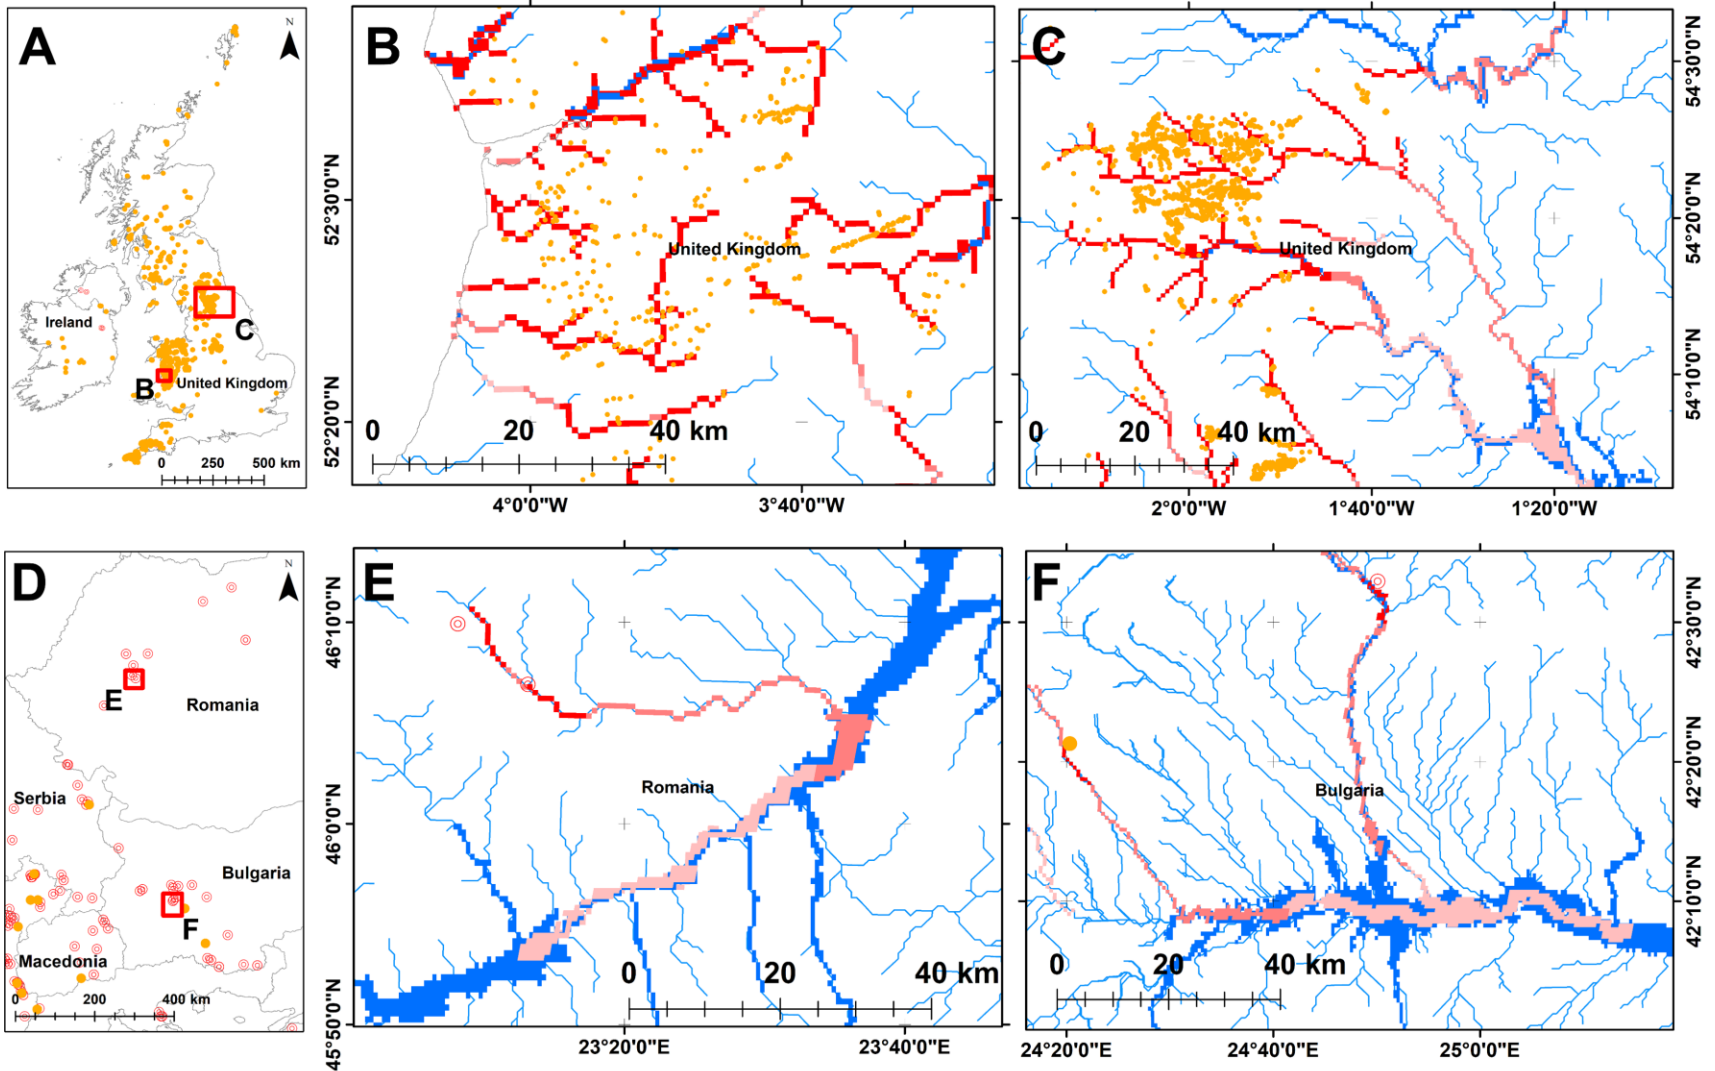 A
N
Ireland
C
B
United Kingdom
0 250 500 km
B
United Kingdom
0 20 40 km
52°30'0"N
52°20'0"N
4°0'0"W 3°40'0"W
C
United Kingdom
0 20 40 km
54°30'0"N
54°20'0"N
54°10'0"N
2°0'0"W 1°40'0"W 1°20'0"W
D
N
E
Romania
Serbia
Bulgaria
F
Macedonia
0 200 400 km
E
Romania
0 20 40 km
46°10'0"N
46°0'0"N
45°50'0"N
23°20'0"E 23°40'0"E
F
Bulgaria
0 20 40 km
42°30'0"N
42°20'0"N
42°10'0"N
24°20'0"E 24°40'0"E 25°0'0"E